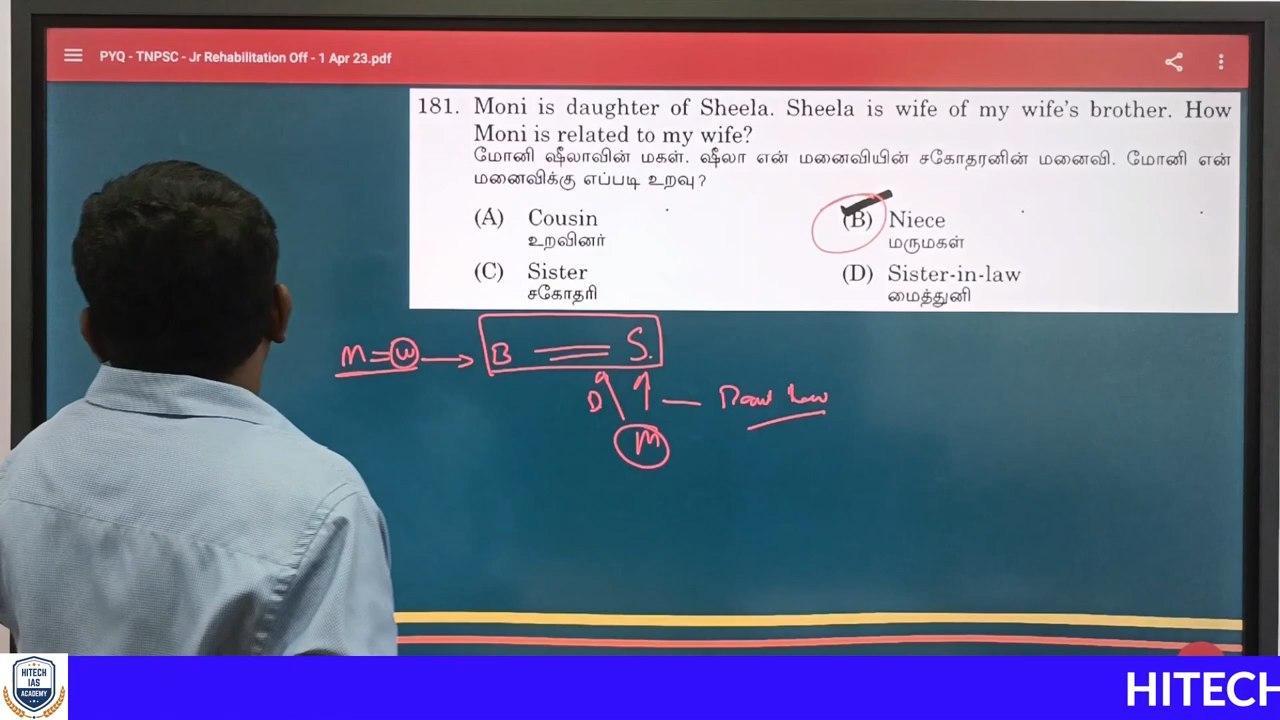 PYQ - TNPSC - Jr Rehabilitation Off - 1 Apr 23.pdf
181. Moni is daughter of Sheela. Sheela is wife of my wife's brother. How
Moni is related to my wife?
மோனி ஷீலாவின் மகள். ஷீலா என் மனைவியின் சகோதரனின் மனைவி. மோனி என்
மனைவிக்கு எப்படி உறவு?
(A) Cousin
உறவினர்
(B) Niece
மருமகள்
(C) Sister
சகோதரி
(D) Sister-in-law
மைத்துனி
M = W → B = S.
D
M
HITECH
IAS
ACADEMY
HITECH